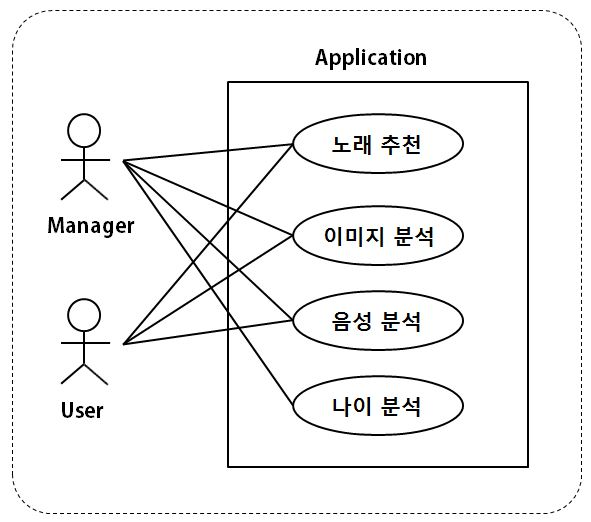 Application
노래 추천
Manager
이미지 분석
음성 분석
User
나이 분석